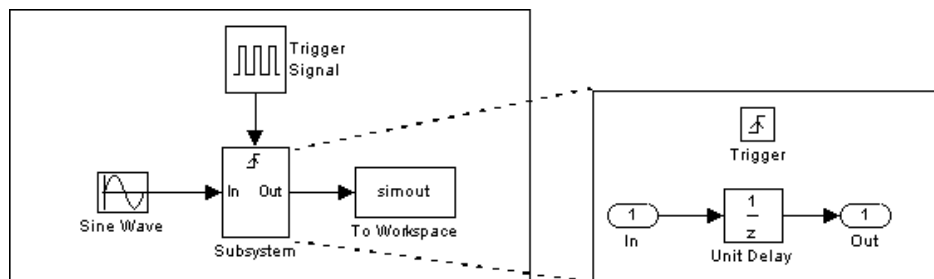 Trigger
Signal
In Out
Sine Wave
Subsystem
simout
To Workspace
Trigger
1
In
1
z
Unit Delay
1
Out